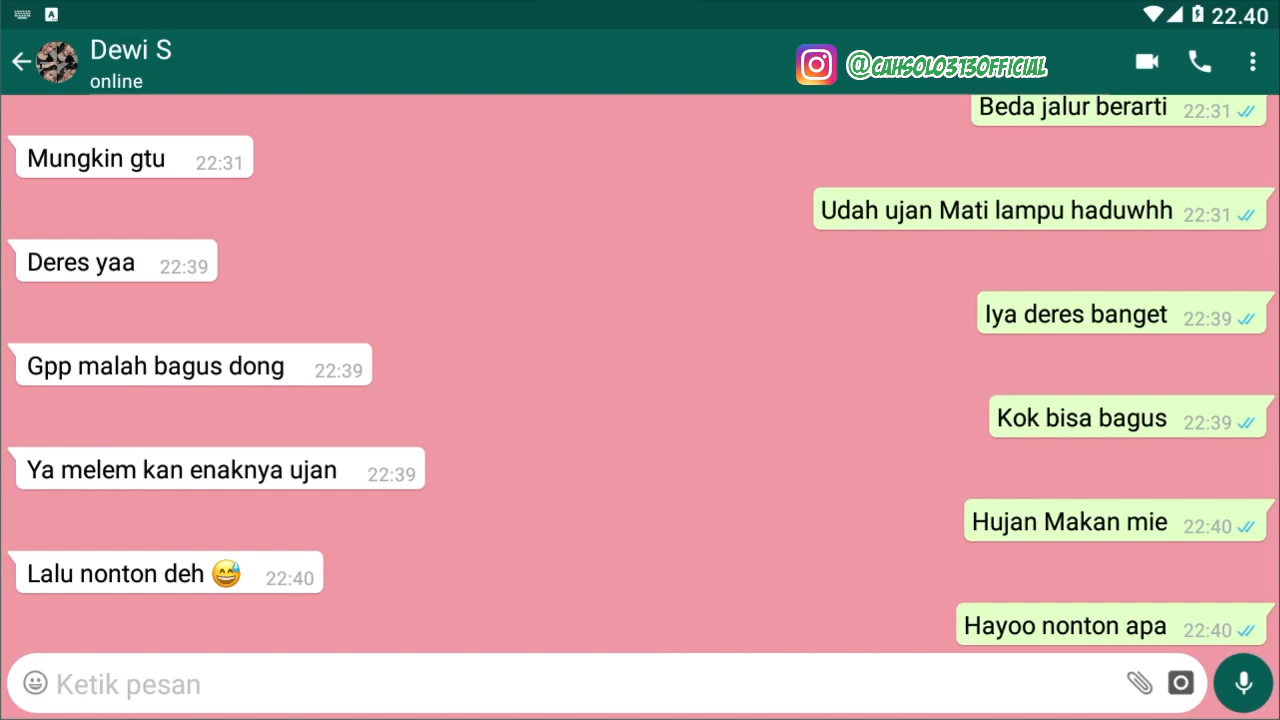 22.40
Dewi S
online
@CAHSOLO313OFFICIAL
Beda jalur berarti 22:31
Mungkin gtu 22:31
Udah ujan Mati lampu haduwhh 22:31
Deres yaa 22:39
Iya deres banget 22:39
Gpp malah bagus dong 22:39
Kok bisa bagus 22:39
Ya melem kan enaknya ujan 22:39
Hujan Makan mie 22:40
Lalu nonton deh 😅 22:40
Hayoo nonton apa 22:40
Ketik pesan